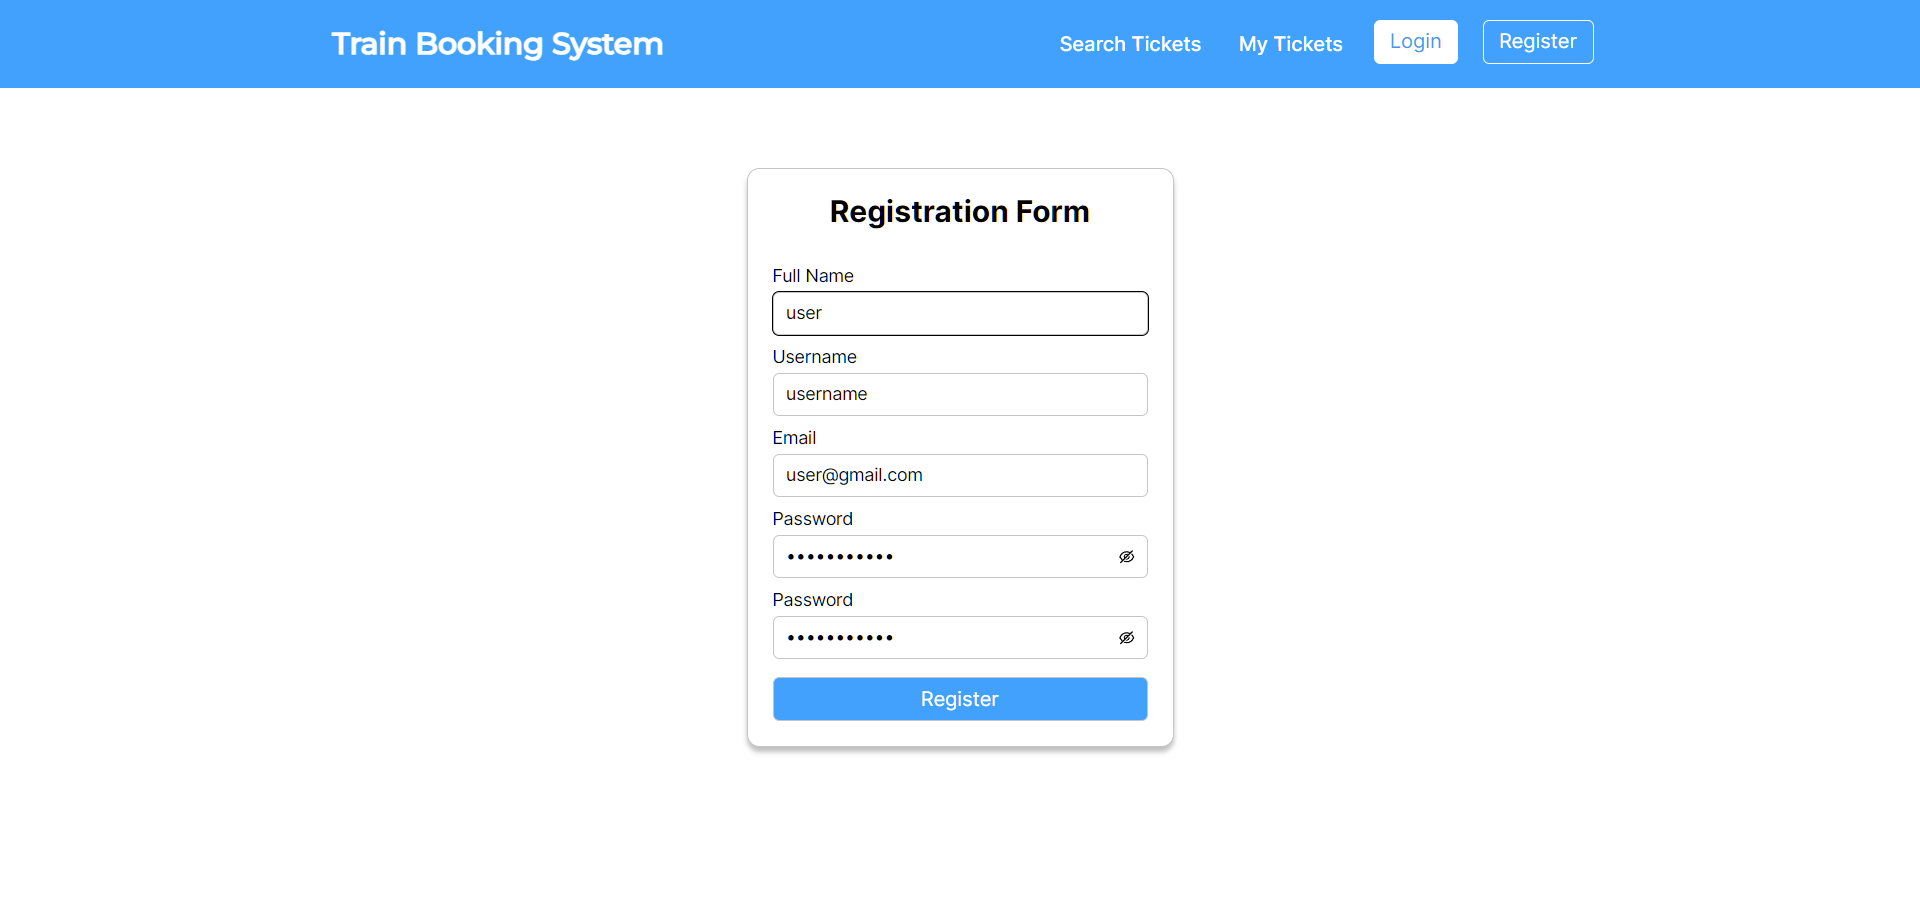 Train Booking System
Search Tickets
My Tickets
Login
Register
Registration Form
Full Name
user
Username
username
Email
user@gmail.com
Password
•••••••••••
Password
•••••••••••
Register